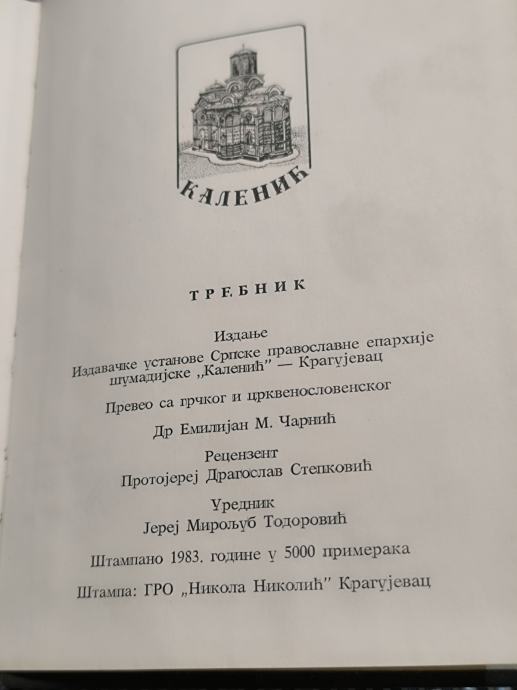 КАЛЕНИЋ
ТРЕБНИК
Издање
Издавачке установе Српске православне епархије
шумадијске „Каленић” — Крагујевац
Превео са грчког и црквенословенског
Др Емилијан М. Чарнић
Рецензент
Протојереј Драгослав Степковић
Уредник
Јереј Мирољуб Тодоровић
Штампано 1983. године у 5000 примерака
Штампа: ГРО „Никола Николић” Крагујевац